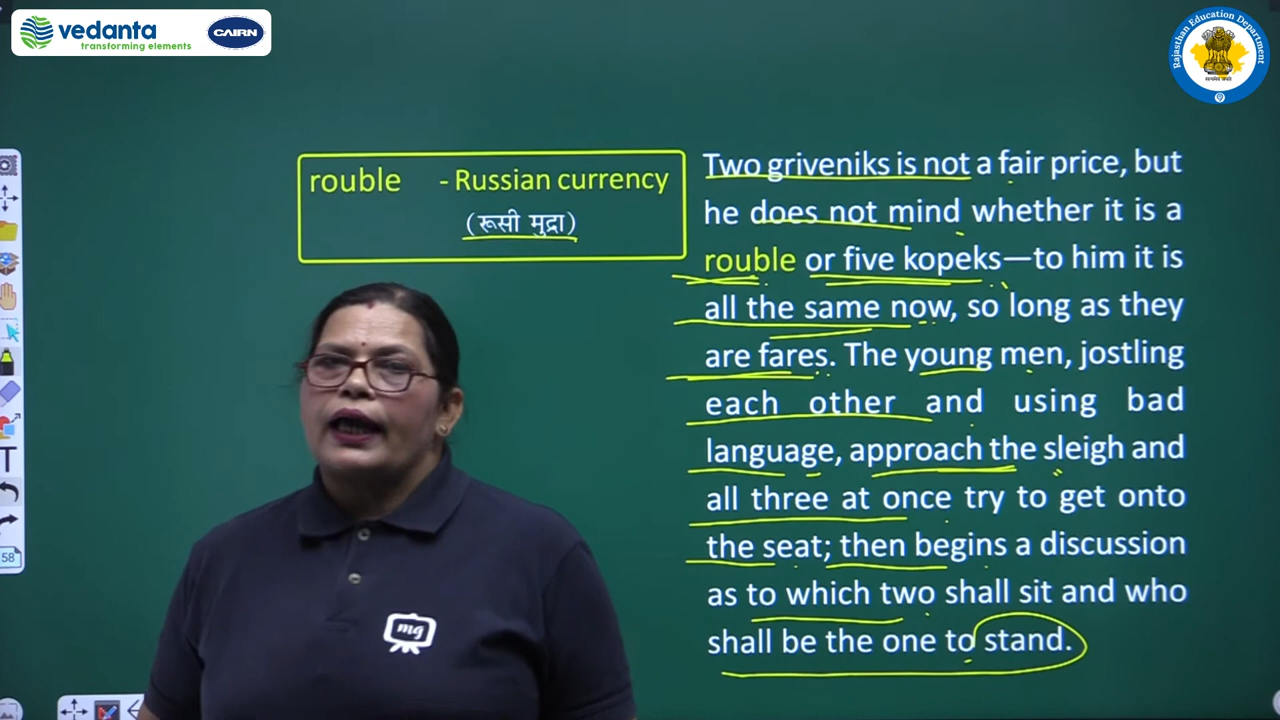 vedanta
transforming elements
CAIRN
Rajasthan Education Department
rouble - Russian currency
(रूसी मुद्रा)
Two griveniks is not a fair price, but
he does not mind whether it is a
rouble or five kopeks—to him it is
all the same now, so long as they
are fares. The young men, jostling
each other and using bad
language, approach the sleigh and
all three at once try to get onto
the seat; then begins a discussion
as to which two shall sit and who
shall be the one to stand.
mg
T
58